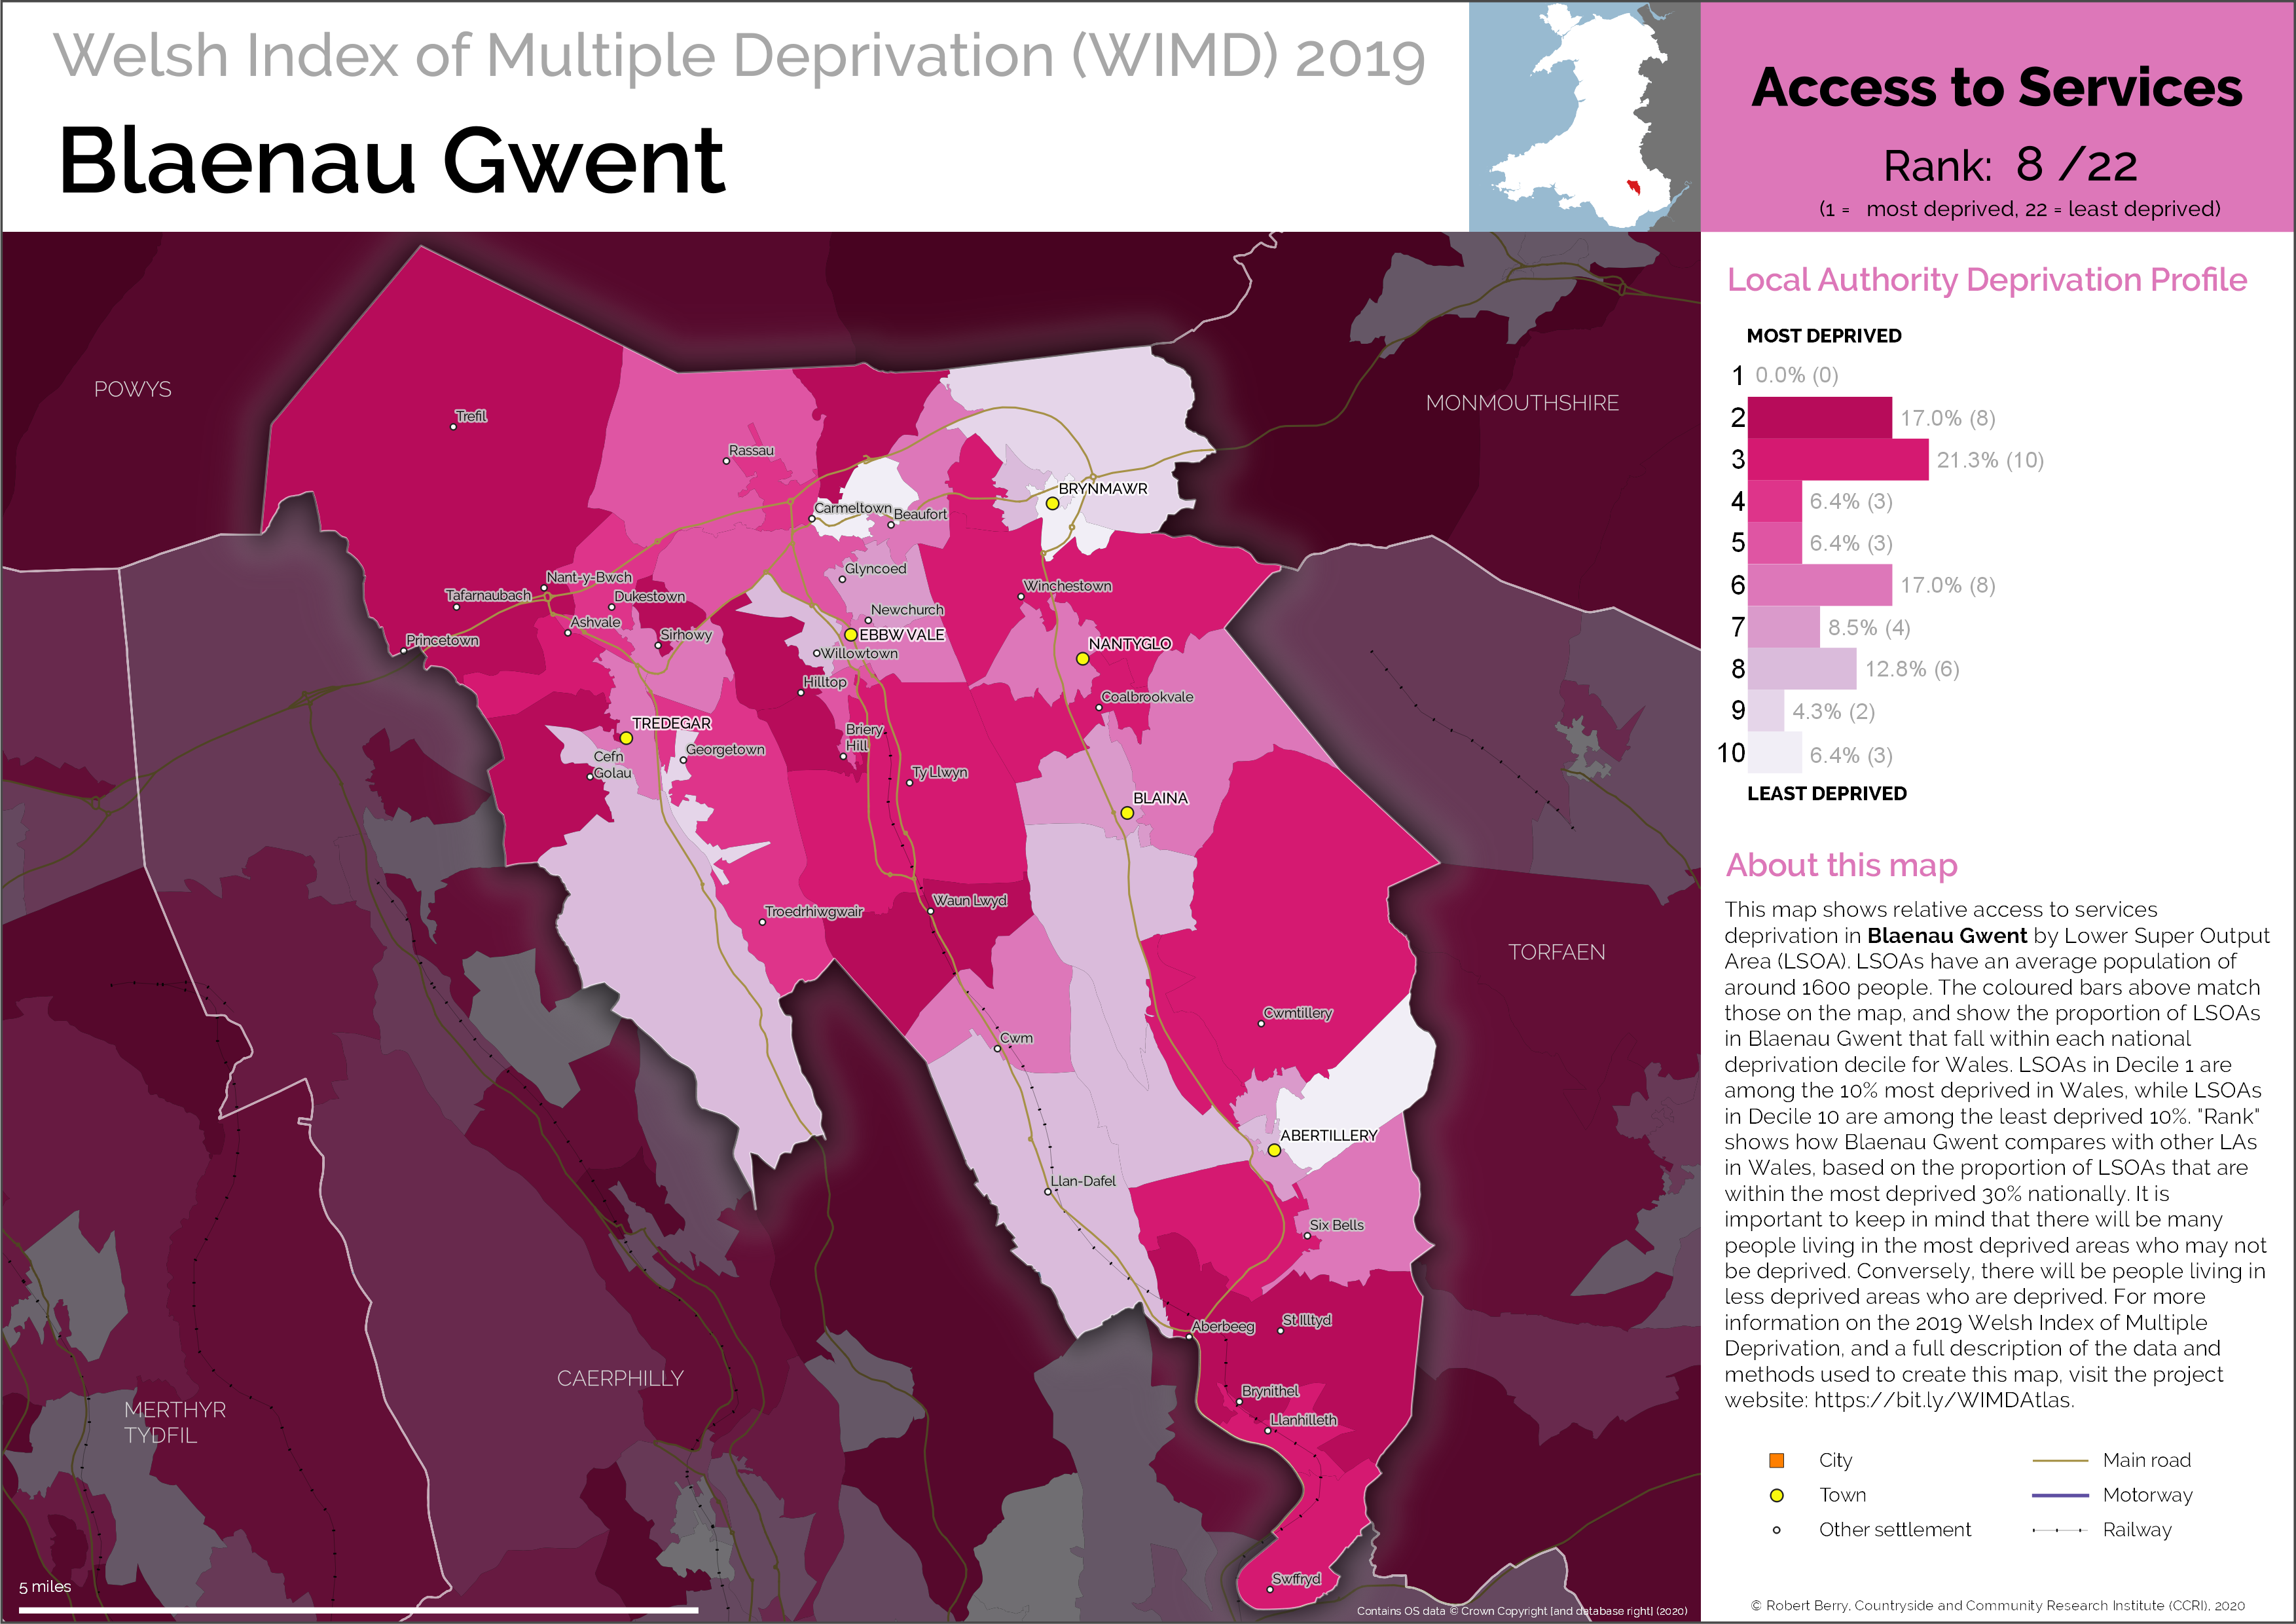 Welsh Index of Multiple Deprivation (WIMD) 2019
Blaenau Gwent
Access to Services
Rank: 8 /22
(1 = most deprived, 22 = least deprived)
POWYS
MONMOUTHSHIRE
TORFAEN
CAERPHILLY
MERTHYR
TYDFIL
Trefil
Rassau
Carmeltown
Beaufort
BRYNMAWR
Nant-y-Bwch
Tafarnaubach
Dukestown
Ashvale
Princetown
Sirhowy
Glyncoed
Newchurch
EBBW VALE
Willowtown
Winchestown
NANTYGLO
Hilltop
Coalbrookvale
TREDEGAR
Georgetown
Cefn
Golau
Briery
Hill
Ty Llwyn
BLAINA
Troedrhiwgwair
Waun Lwyd
Cwm
Cwmtillery
ABERTILLERY
Llan-Dafel
Six Bells
Aberbeeg
St Illtyd
Brynithel
Llanhilleth
Swffryd
5 miles
Contains OS data © Crown Copyright [and database right] (2020)
Local Authority Deprivation Profile
MOST DEPRIVED
1 0.0% (0)
2 17.0% (8)
3 21.3% (10)
4 6.4% (3)
5 6.4% (3)
6 17.0% (8)
7 8.5% (4)
8 12.8% (6)
9 4.3% (2)
10 6.4% (3)
LEAST DEPRIVED
About this map
This map shows relative access to services
deprivation in Blaenau Gwent by Lower Super Output
Area (LSOA). LSOAs have an average population of
around 1600 people. The coloured bars above match
those on the map, and show the proportion of LSOAs
in Blaenau Gwent that fall within each national
deprivation decile for Wales. LSOAs in Decile 1 are
among the 10% most deprived in Wales, while LSOAs
in Decile 10 are among the least deprived 10%. "Rank"
shows how Blaenau Gwent compares with other LAs
in Wales, based on the proportion of LSOAs that are
within the most deprived 30% nationally. It is
important to keep in mind that there will be many
people living in the most deprived areas who may not
be deprived. Conversely, there will be people living in
less deprived areas who are deprived. For more
information on the 2019 Welsh Index of Multiple
Deprivation, and a full description of the data and
methods used to create this map, visit the project
website: https://bit.ly/WIMDAtlas.
City
Town
Other settlement
Main road
Motorway
Railway
© Robert Berry, Countryside and Community Research Institute (CCRI), 2020